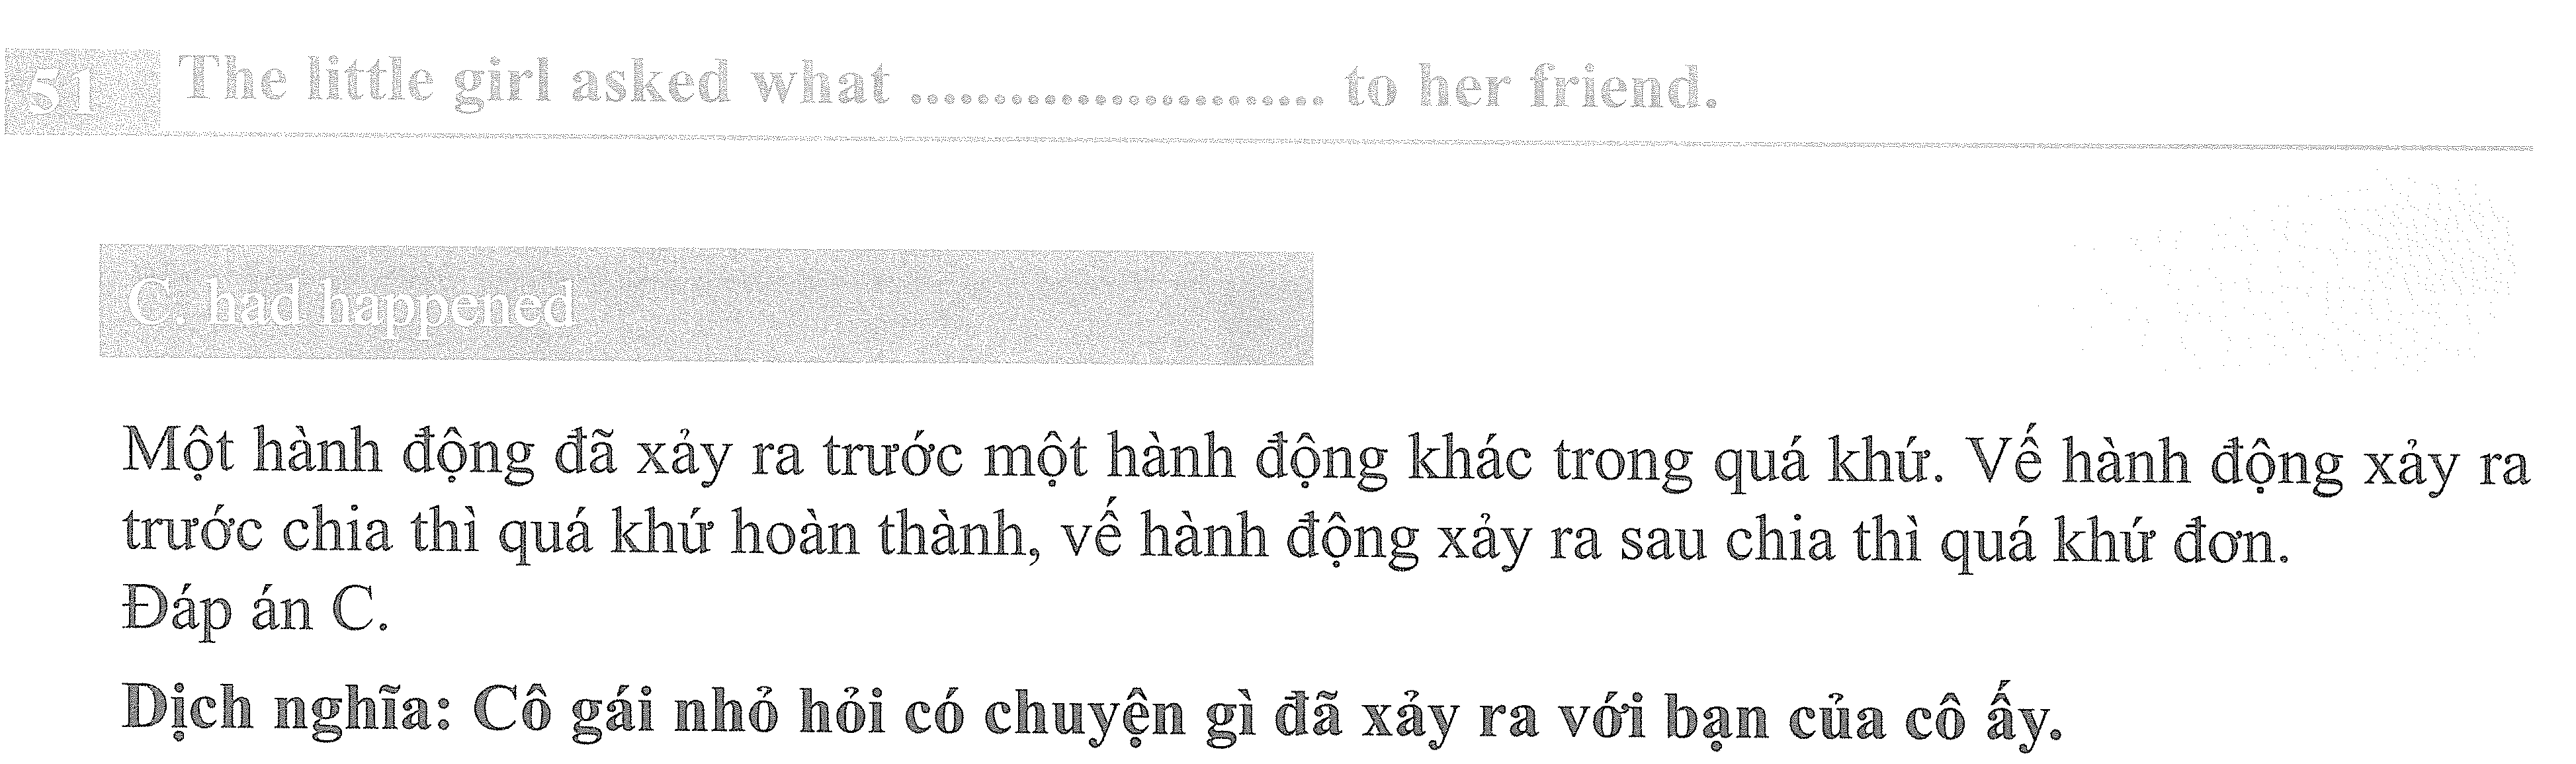 51 The little girl asked what ......................... to her friend.
C. had happened
Một hành động đã xảy ra trước một hành động khác trong quá khứ. Vế hành động xảy ra
trước chia thì quá khứ hoàn thành, vế hành động xảy ra sau chia thì quá khứ đơn.
Đáp án C.
Dịch nghĩa: Cô gái nhỏ hỏi có chuyện gì đã xảy ra với bạn của cô ấy.